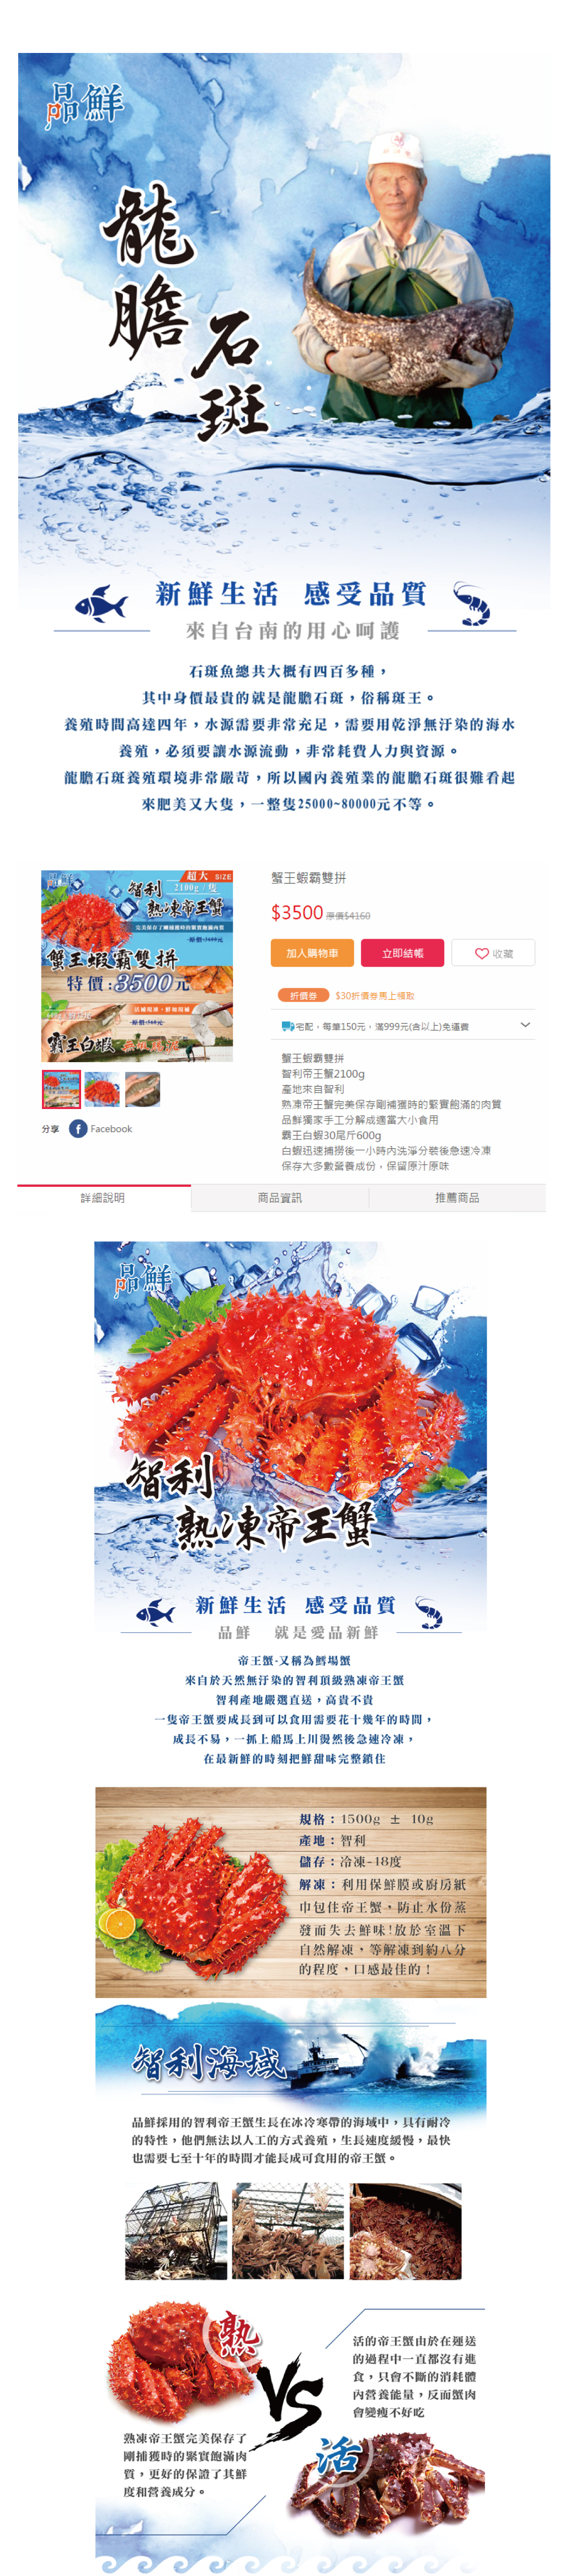 品鮮
龍膽
石斑
新鮮生活 感受品質
來自台南的用心呵護
石斑魚總共大概有四百多種，
其中身價最貴的就是龍膽石斑，俗稱斑王。
養殖時間高達四年，水源需要非常充足，需要用乾淨無汙染的海水
養殖，必須要讓水源流動，非常耗費人力與資源。
龍膽石斑養殖環境非常嚴苛，所以國內養殖業的龍膽石斑很難看起
來肥美又大隻，一整隻25000~80000元不等。
品鮮
超大 SIZE
2100g / 隻
智利
熟凍帝王蟹
蟹王蝦霸雙拼
特價:3500元
霸王白蝦
蟹王蝦霸雙拼
$3500 原價$4160
加入購物車
立即結帳
收藏
折價券 $30折價券馬上領取
宅配，每筆150元，滿999元(含以上)免運費
蟹王蝦霸雙拼
智利帝王蟹2100g
產地來自智利
熟凍帝王蟹完美保存剛補獲時的緊實飽滿的肉質
品鮮獨家手工分解成適當大小食用
霸王白蝦30尾斤600g
白蝦迅速捕撈後一小時內洗淨分裝後急速冷凍
保存大多數營養成份，保留原汁原味
分享 Facebook
詳細說明
商品資訊
推薦商品
品鮮
智利
熟凍帝王蟹
新鮮生活 感受品質
品鮮 就是愛品新鮮
帝王蟹-又稱為鱈場蟹
來自於天然無汙染的智利頂級熟凍帝王蟹
智利產地嚴選直送，高貴不貴
一隻帝王蟹要成長到可以食用需要花十幾年的時間，
成長不易，一抓上船馬上川燙然後急速冷凍，
在最新鮮的時刻把鮮甜味完整鎖住
規格：1500g ± 10g
產地：智利
儲存：冷凍-18度
解凍：利用保鮮膜或廚房紙
巾包住帝王蟹，防止水份蒸
發而失去鮮味!放於室溫下
自然解凍，等解凍到約八分
的程度，口感最佳的！
智利海域
品鮮採用的智利帝王蟹生長在冰冷寒帶的海域中，具有耐冷
的特性，他們無法以人工的方式養殖，生長速度緩慢，最快
也需要七至十年的時間才能長成可食用的帝王蟹。
熟
VS
活的帝王蟹由於在運送
的過程中一直都沒有進
食，只會不斷的消耗體
內營養能量，反而蟹肉
會變瘦不好吃
活
熟凍帝王蟹完美保存了
剛捕獲時的緊實飽滿肉
質，更好的保證了其鮮
度和營養成分。